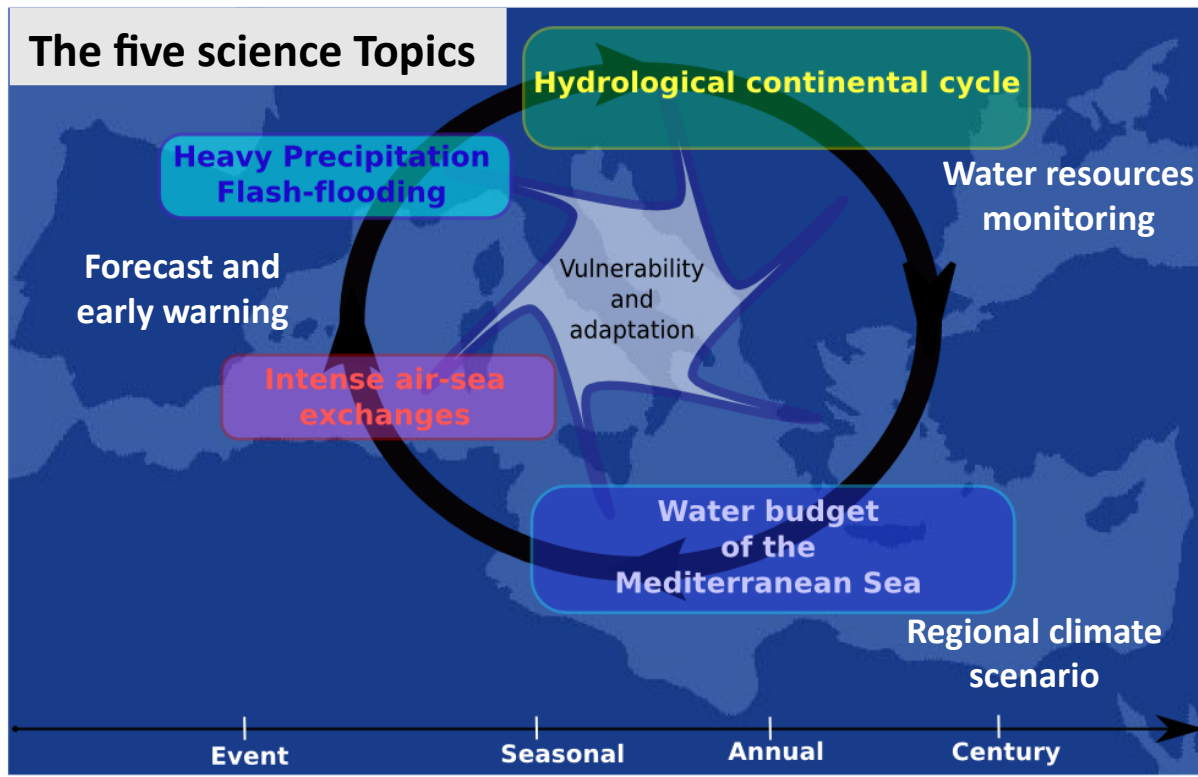 The five science Topics
Hydrological continental cycle
Heavy Precipitation
Flash-flooding
Water resources
monitoring
Forecast and
early warning
Vulnerability
and
adaptation
Intense air-sea
exchanges
Water budget
of the
Mediterranean Sea
Regional climate
scenario
Event
Seasonal
Annual
Century